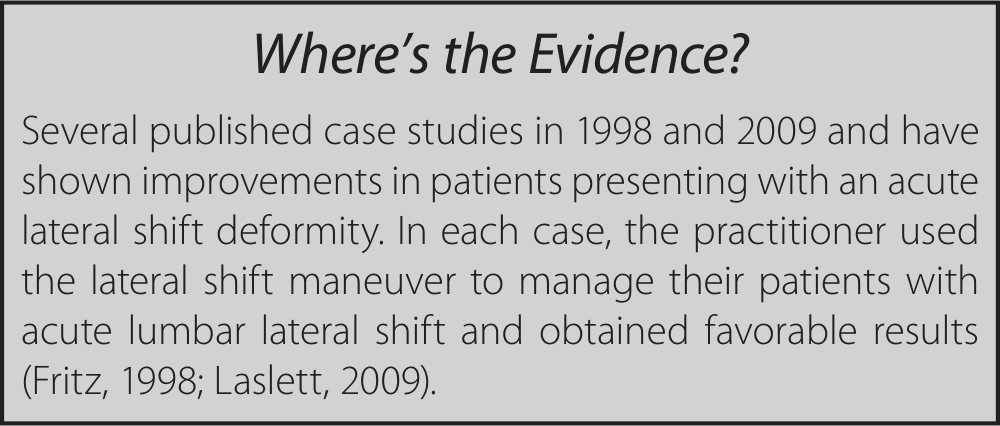 Where's the Evidence?
Several published case studies in 1998 and 2009 and have
shown improvements in patients presenting with an acute
lateral shift deformity. In each case, the practitioner used
the lateral shift maneuver to manage their patients with
acute lumbar lateral shift and obtained favorable results
(Fritz, 1998; Laslett, 2009).